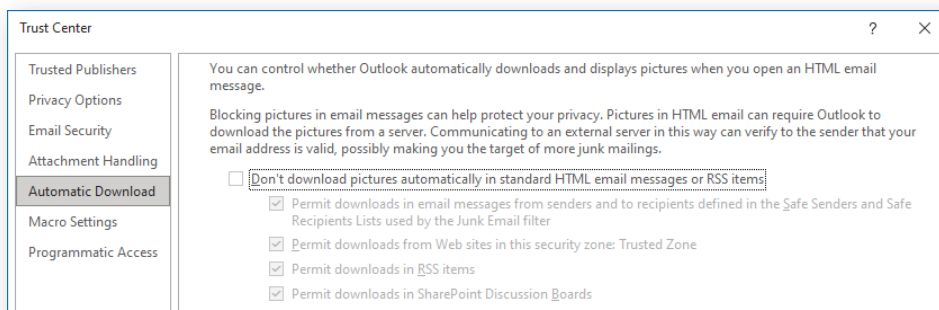 Trust Center
?
Trusted Publishers
Privacy Options
Email Security
Attachment Handling
Automatic Download
Macro Settings
Programmatic Access
You can control whether Outlook automatically downloads and displays pictures when you open an HTML email
message.
Blocking pictures in email messages can help protect your privacy. Pictures in HTML email can require Outlook to
download the pictures from a server. Communicating to an external server in this way can verify to the sender that your
email address is valid, possibly making you the target of more junk mailings.
Don't download pictures automatically in standard HTML email messages or RSS items
Permit downloads in email messages from senders and to recipients defined in the Safe Senders and Safe
Recipients Lists used by the Junk Email filter
Permit downloads from Web sites in this security zone: Trusted Zone
Permit downloads in RSS items
Permit downloads in SharePoint Discussion Boards